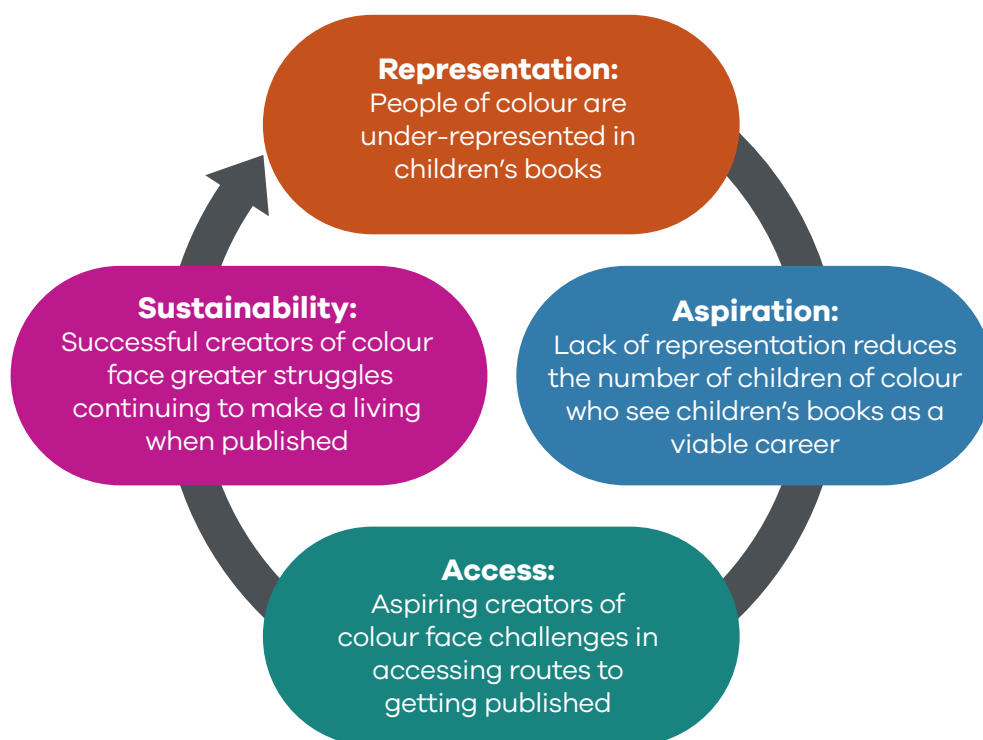 Representation:
People of colour are
under-represented in
children’s books
Aspiration:
Lack of representation reduces
the number of children of colour
who see children’s books as a
viable career
Access:
Aspiring creators of
colour face challenges in
accessing routes to
getting published
Sustainability:
Successful creators of colour
face greater struggles
continuing to make a living
when published